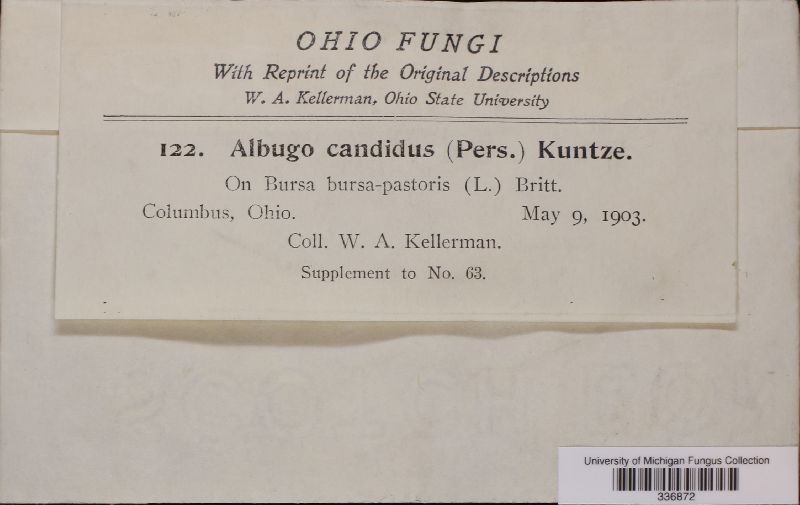 OHIO FUNGI
With Reprint of the Original Descriptions
W. A. Kellerman, Ohio State University
122. Albugo candidus (Pers.) Kuntze.
On Bursa bursa-pastoris (L.) Britt.
Columbus, Ohio. May 9, 1903.
Coll. W. A. Kellerman.
Supplement to No. 63.
University of Michigan Fungus Collection
336872